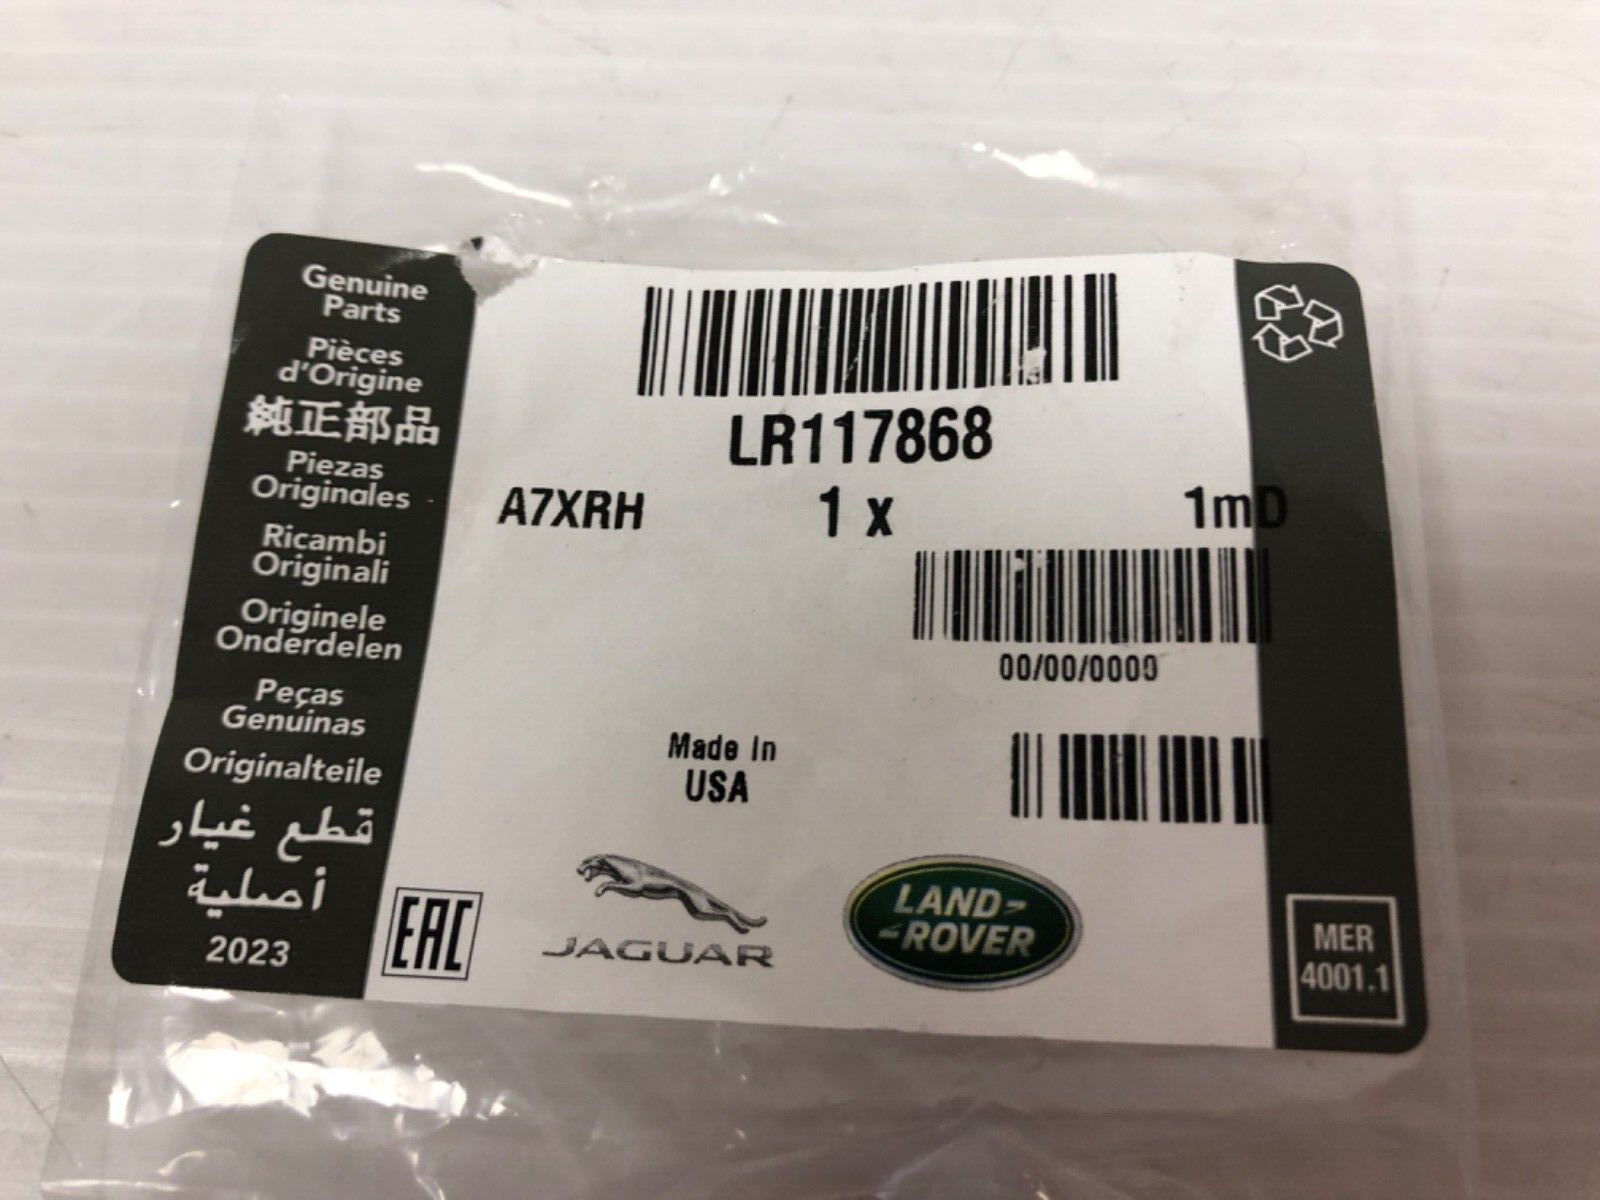 Genuine
Parts
Pièces
d'Origine
純正部品
Piezas
Originales
Ricambi
Originali
Originele
Onderdelen
Peças
Genuinas
Originalteile
قطع غيار
أصلية
2023
LR117868
A7XRH 1 x 1mD
00/00/0000
Made In
USA
EAC
JAGUAR
LAND-
-ROVER
MER
4001.1